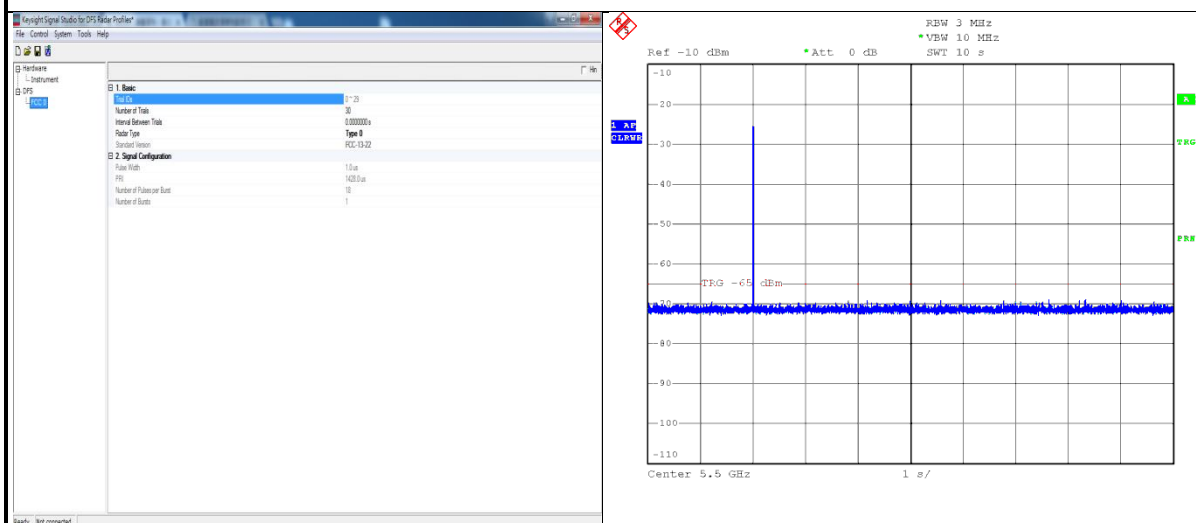 Keysight Signal Studio for DFS Radar Profiles*
File Control System Tools Help
Hardware
Instrument
DFS
1. Basic
Trial IDs 0 ~ 29
Number of Trials 30
Interval Between Trials 0.0000000 s
Radar Type Type 0
Standard Version FCC-13-22
2. Signal Configuration
Pulse Width 1.0 us
PRI 1428.0 us
Number of Pulses per Burst 18
Number of Bursts 1
Ready Not connected
R S
RBW 3 MHz
*VBW 10 MHz
Ref -10 dBm *Att 0 dB SWT 10 s
-10
-20
A
1 AP
CLRWR
-30
TRG
-40
-50
PRN
-60
TRG -65 dBm
-70
-80
-90
-100
-110
Center 5.5 GHz 1 s/